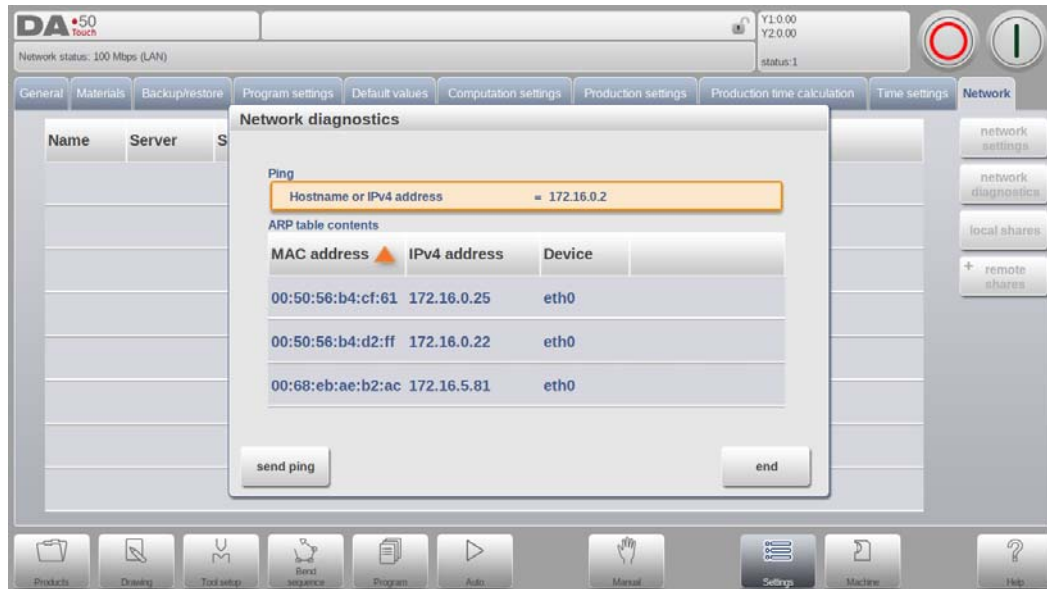 DA•50
Touch
Y1:0.00
Y2:0.00
Network status: 100 Mbps (LAN)
status:1
General Materials Backup/restore Program settings Default values Computation settings Production settings Production time calculation Time settings Network
Network diagnostics
Name Server S
network settings
network diagnostics
local shares
+ remote shares
Ping
Hostname or IPv4 address = 172.16.0.2
ARP table contents
MAC address IPv4 address Device
00:50:56:b4:cf:61 172.16.0.25 eth0
00:50:56:b4:d2:ff 172.16.0.22 eth0
00:68:eb:ae:b2:ac 172.16.5.81 eth0
send ping end
Products Drawing Tool setup Bend sequence Program Auto Manual Settings Machine Help